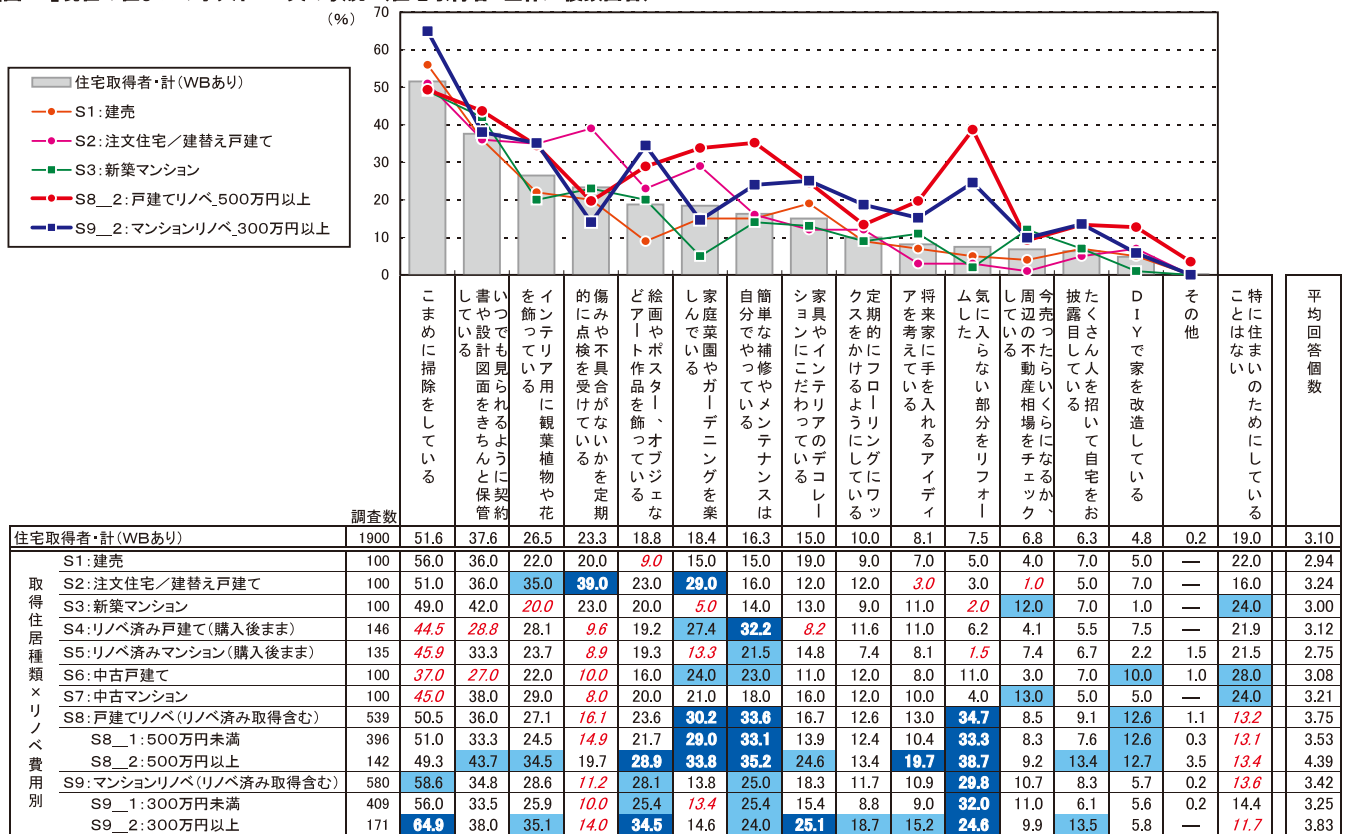 (%)
70
60
50
40
30
20
10
0
住宅取得者・計(WBあり)
S1:建売
S2:注文住宅／建替え戸建て
S3:新築マンション
S8__2:戸建てリノベ_500万円以上
S9__2:マンションリノベ_300万円以上
こまめに掃除をしている
いつでも見られるように契約
書や設計図面をきちんと保管
している
インテリア用に観葉植物や花
を飾っている
傷みや不具合がないかを定期
的に点検を受けている
絵画やポスター、オブジェな
どアート作品を飾っている
家庭菜園やガーデニングを楽
しんでいる
簡単な補修やメンテナンスは
自分でやっている
家具やインテリアのデコレー
ションにこだわっている
定期的にフローリングにワッ
クスをかけるようにしている
将来家に手を入れるアイディ
アを考えている
気に入らない部分をリフォー
ムした
今売ったらいくらになるか、
周辺の不動産相場をチェック
している
たくさん人を招いて自宅をお
披露目している
DIYで家を改造している
その他
特に住まいのためにしている
ことはない
平均回答個数
調査数
住宅取得者・計(WBあり) 1900 51.6 37.6 26.5 23.3 18.8 18.4 16.3 15.0 10.0 8.1 7.5 6.8 6.3 4.8 0.2 19.0 3.10
取得住居種類×リノベ費用別
S1:建売 100 56.0 36.0 22.0 20.0 9.0 15.0 15.0 19.0 9.0 7.0 5.0 4.0 7.0 5.0 — 22.0 2.94
S2:注文住宅／建替え戸建て 100 51.0 36.0 35.0 39.0 23.0 29.0 16.0 12.0 12.0 3.0 3.0 1.0 5.0 7.0 — 16.0 3.24
S3:新築マンション 100 49.0 42.0 20.0 23.0 20.0 5.0 14.0 13.0 9.0 11.0 2.0 12.0 7.0 1.0 — 24.0 3.00
S4:リノベ済み戸建て(購入後まま) 146 44.5 28.8 28.1 9.6 19.2 27.4 32.2 8.2 11.6 11.0 6.2 4.1 5.5 7.5 — 21.9 3.12
S5:リノベ済みマンション(購入後まま) 135 45.9 33.3 23.7 8.9 19.3 13.3 21.5 14.8 7.4 8.1 1.5 7.4 6.7 2.2 1.5 21.5 2.75
S6:中古戸建て 100 37.0 27.0 22.0 10.0 16.0 24.0 23.0 11.0 12.0 8.0 11.0 3.0 7.0 10.0 1.0 28.0 3.08
S7:中古マンション 100 45.0 38.0 29.0 8.0 20.0 21.0 18.0 16.0 12.0 10.0 4.0 13.0 5.0 5.0 — 24.0 3.21
S8:戸建てリノベ(リノベ済み取得含む) 539 50.5 36.0 27.1 16.1 23.6 30.2 33.6 16.7 12.6 13.0 34.7 8.5 9.1 12.6 1.1 13.2 3.75
S8__1:500万円未満 396 51.0 33.3 24.5 14.9 21.7 29.0 33.1 13.9 12.4 10.4 33.3 8.3 7.6 12.6 0.3 13.1 3.53
S8__2:500万円以上 142 49.3 43.7 34.5 19.7 28.9 33.8 35.2 24.6 13.4 19.7 38.7 9.2 13.4 12.7 3.5 13.4 4.39
S9:マンションリノベ(リノベ済み取得含む) 580 58.6 34.8 28.6 11.2 28.1 13.8 25.0 18.3 11.7 10.9 29.8 10.7 8.3 5.7 0.2 13.6 3.42
S9__1:300万円未満 409 56.0 33.5 25.9 10.0 25.4 13.4 25.4 15.4 8.8 9.0 32.0 11.0 6.1 5.6 0.2 14.4 3.25
S9__2:300万円以上 171 64.9 38.0 35.1 14.0 34.5 14.6 24.0 25.1 18.7 15.2 24.6 9.9 13.5 5.8 — 11.7 3.83